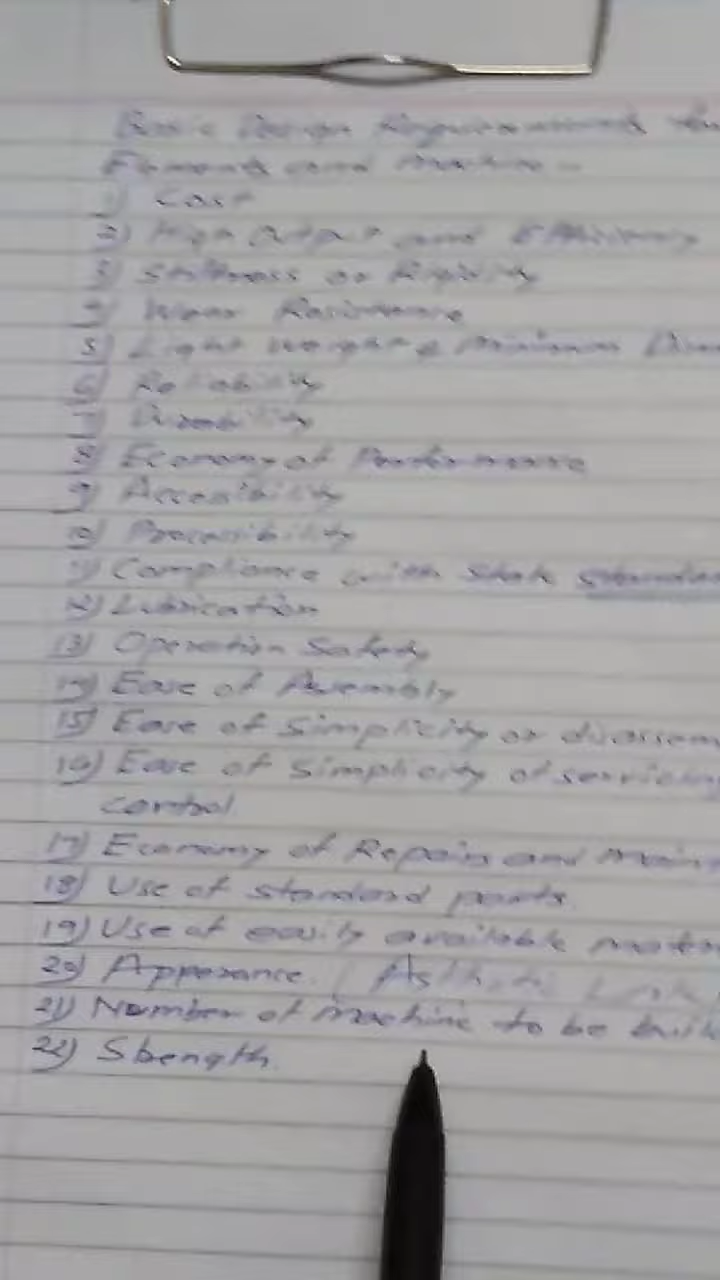 Basic Design Requirements
Elements and Machine -
1) Cost
2) High Output and Efficiency
3) Stiffness or Rigidity
4) Wear Resistance
5) Light Weight & Minimum
6) Reliability
7) Durability
8) Economy of Performance
9) Accesibility
10) Processibility
11) Compliance with State
12) Lubrication
13) Operation Safety
14) Ease of Assembly
15) Ease of Simplicity or
16) Ease of Simplicity of
control
17) Economy of Repairs and
18) Use of standard parts
19) Use of easily available
20) Apperance.
21) Number of machine to be
22) Strength.